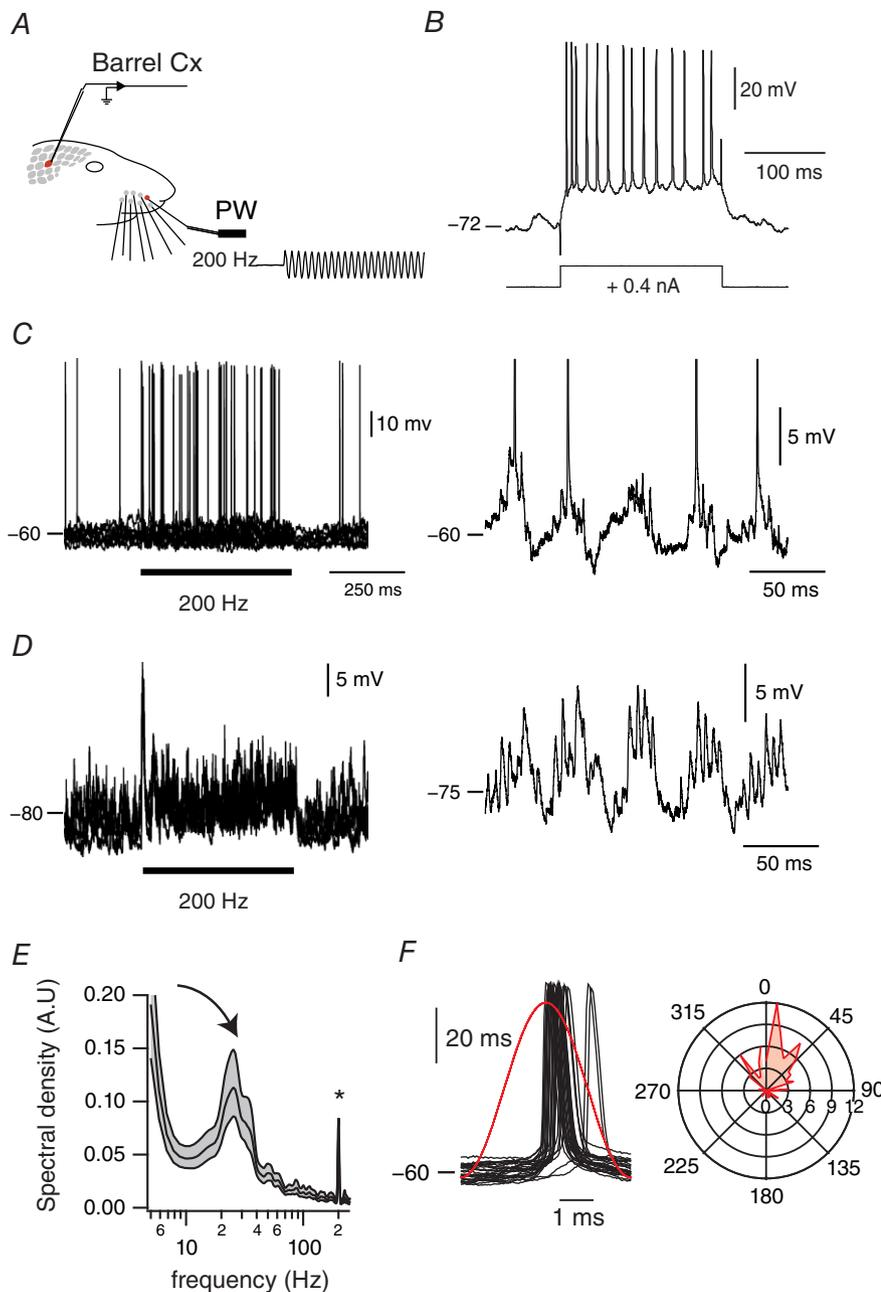 A
Barrel Cx
PW
200 Hz
B
20 mV
100 ms
−72
+ 0.4 nA
C
10 mv
−60
200 Hz
250 ms
5 mV
−60
50 ms
D
5 mV
−80
200 Hz
5 mV
−75
50 ms
E
Spectral density (A.U)
0.20
0.15
0.10
0.05
0.00
*
6 2 4 6 2
10 100
frequency (Hz)
F
20 ms
−60
1 ms
0
315 45
270 90
0 3 6 9 12
225 135
180